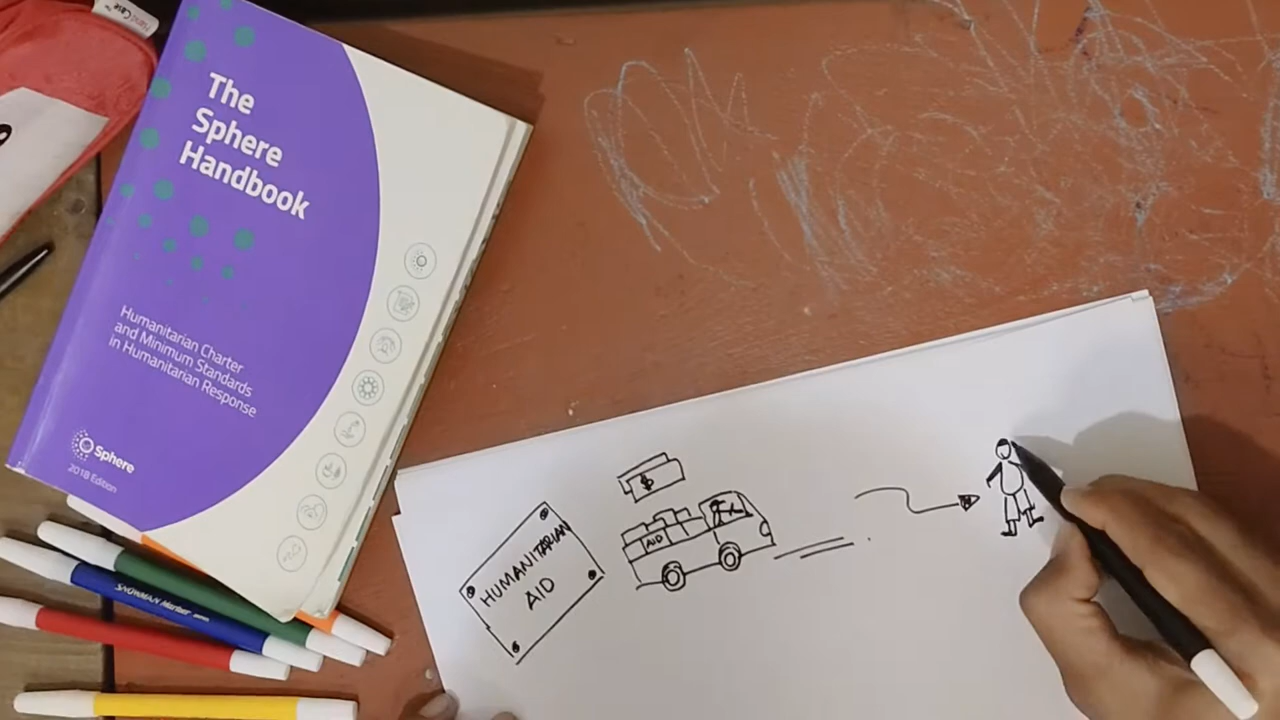 The
Sphere
Handbook
Humanitarian Charter
and Minimum Standards
in Humanitarian Response
Sphere
2018 Edition
SNOWMAN Marker
HUMANITARIAN
AID
$
AID